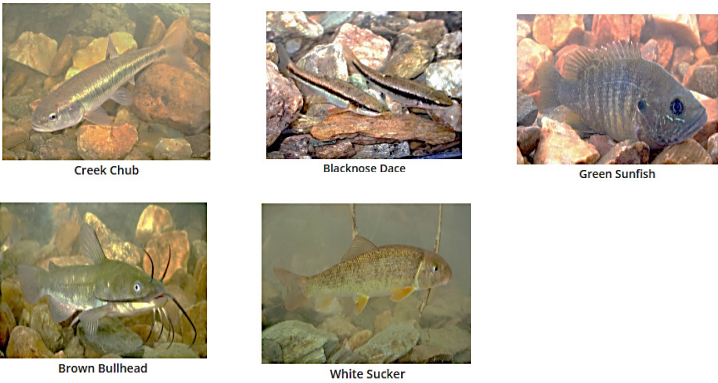 Creek Chub
Blacknose Dace
Green Sunfish
Brown Bullhead
White Sucker